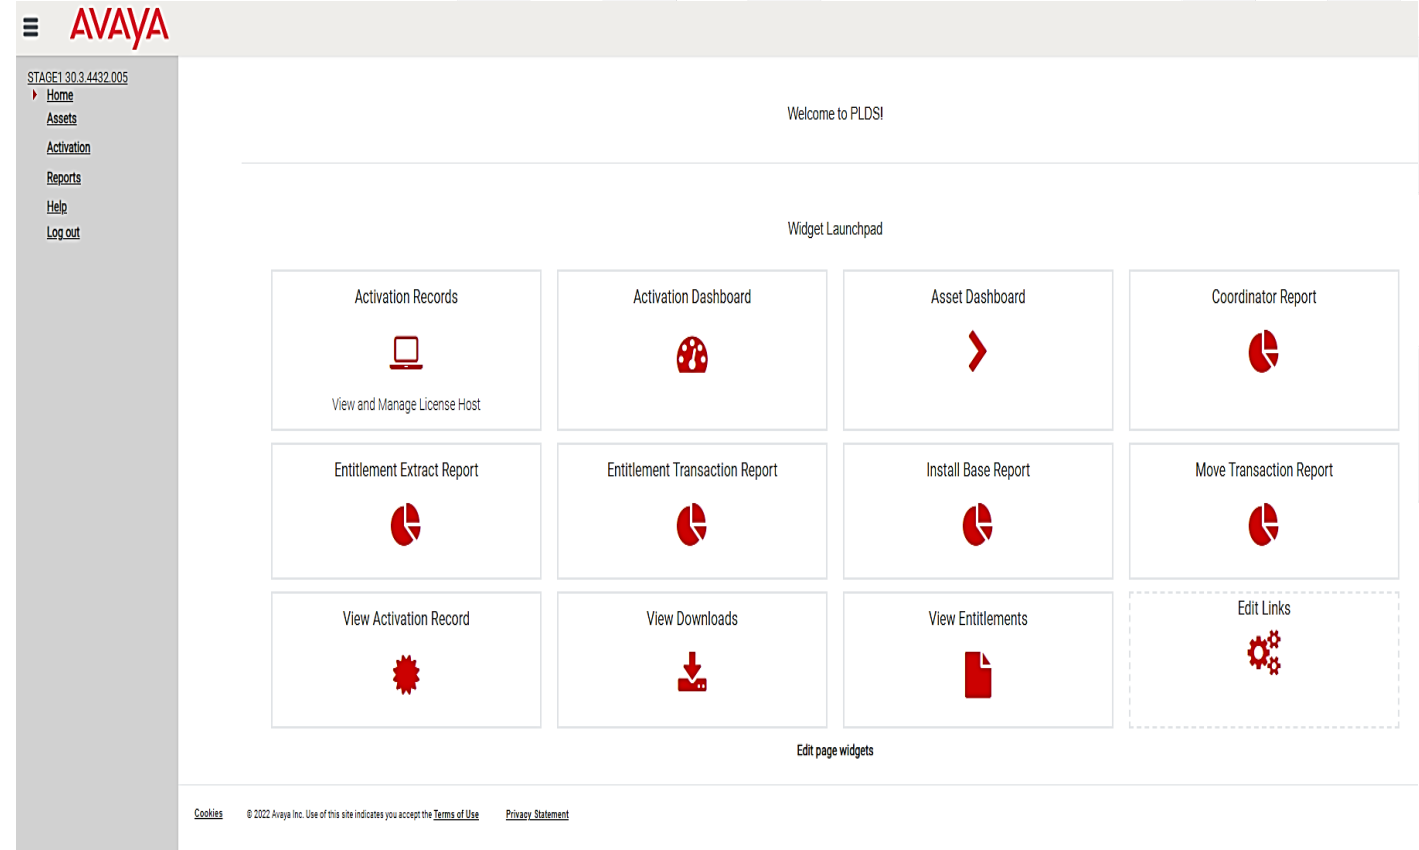 AVAYA
STAGE1 30.3.4432.005
Home
Assets
Activation
Reports
Help
Log out
Welcome to PLDS!
Widget Launchpad
Activation Records
View and Manage License Host
Activation Dashboard
Asset Dashboard
Coordinator Report
Entitlement Extract Report
Entitlement Transaction Report
Install Base Report
Move Transaction Report
View Activation Record
View Downloads
View Entitlements
Edit Links
Edit page widgets
Cookies © 2022 Avaya Inc. Use of this site indicates you accept the Terms of Use Privacy Statement